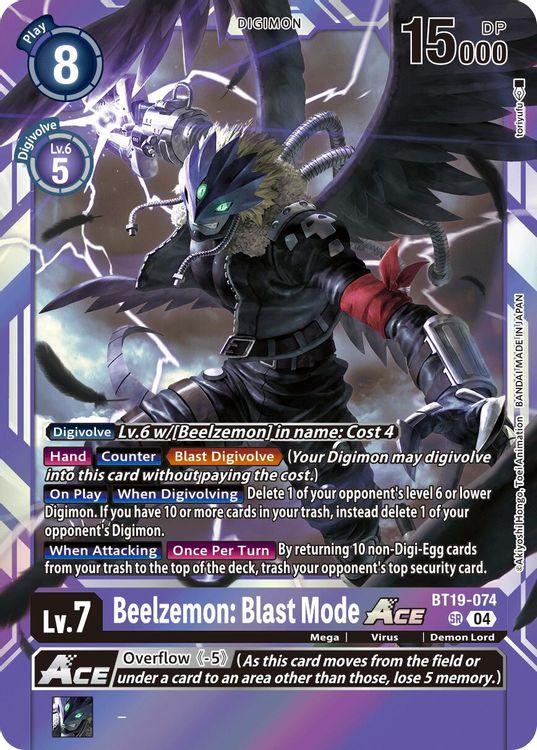 Play
8
DIGIMON
15000
DP
toriyufu
Digivolve
Lv.6
5
©Akiyoshi Hongo, Toei Animation BANDAI MADE IN JAPAN
Digivolve Lv.6 w/[Beelzemon] in name: Cost 4
Hand Counter Blast Digivolve (Your Digimon may digivolve
into this card without paying the cost.)
On Play When Digivolving Delete 1 of your opponent's level 6 or lower
Digimon. If you have 10 or more cards in your trash, instead delete 1 of your
opponent's Digimon.
When Attacking Once Per Turn By returning 10 non-Digi-Egg cards
from your trash to the top of the deck, trash your opponent's top security card.
Lv.7 Beelzemon: Blast Mode ACE
BT19-074
SR 04
Mega | Virus | Demon Lord
ACE Overflow《-5》(As this card moves from the field or
under a card to an area other than those, lose 5 memory.)
–